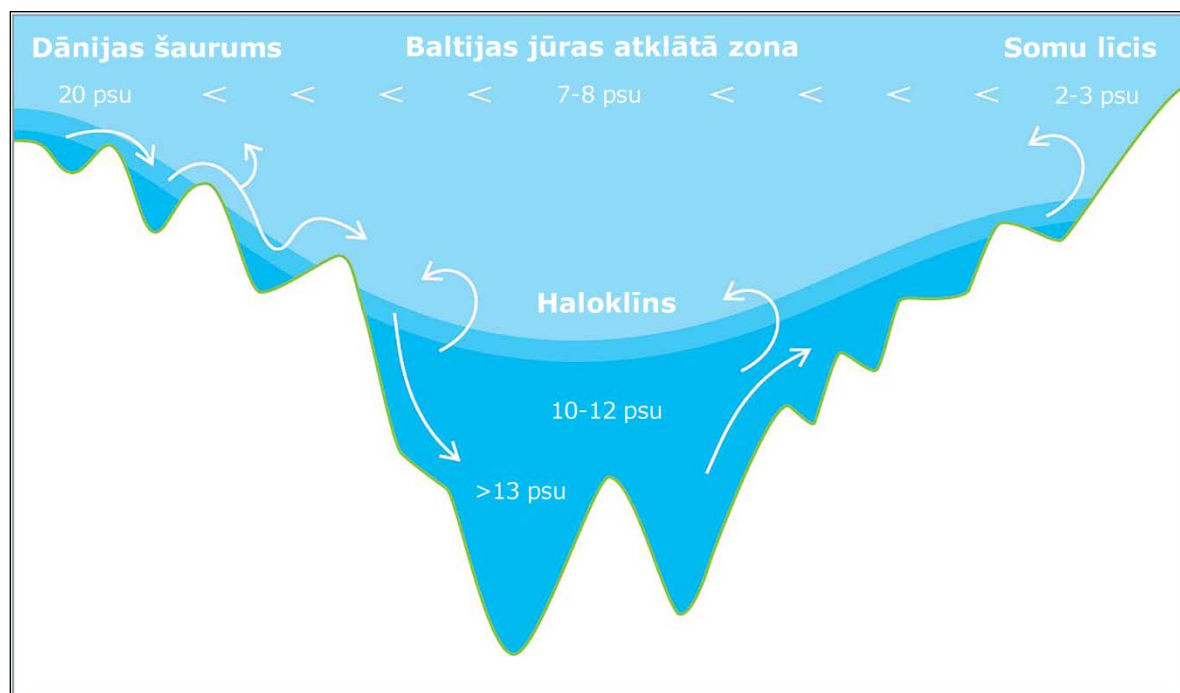 Dānijas šaurums
Baltijas jūras atklātā zona
Somu līcis
20 psu < < < < 7-8 psu < < < < 2-3 psu
Haloklīns
10-12 psu
>13 psu